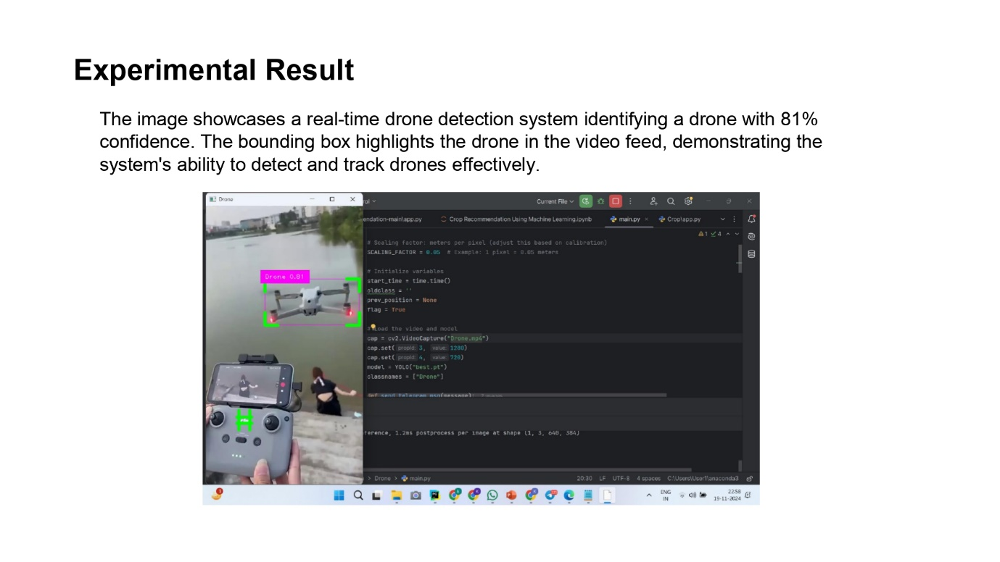 Experimental Result
The image showcases a real-time drone detection system identifying a drone with 81%
confidence. The bounding box highlights the drone in the video feed, demonstrating the
system's ability to detect and track drones effectively.
Drone
Current File
endation-main\app.py
Crop Recommendation Using Machine Learning.ipynb
main.py
Crop\app.py
1 4
# Scaling factor: meters per pixel (adjust this based on calibration)
SCALING_FACTOR = 0.05 # Example: 1 pixel = 0.05 meters
# Initialize variables
start_time = time.time()
oldclass = ''
prev_position = None
flag = True
# Load the video and model
cap = cv2.VideoCapture("Drone.mp4")
cap.set( propId: 3, value: 1280)
cap.set( propId: 4, value: 720)
model = YOLO("best.pt")
classnames = ["Drone"]
def send_telegram_msg(message): 2 usages
Drone 0.81
ference, 1.2ms postprocess per image at shape (1, 3, 640, 384)
> Drone > main.py
20:30 LF UTF-8 4 spaces C:\Users\User1\anaconda3
ENG
IN
22:58
19-11-2024